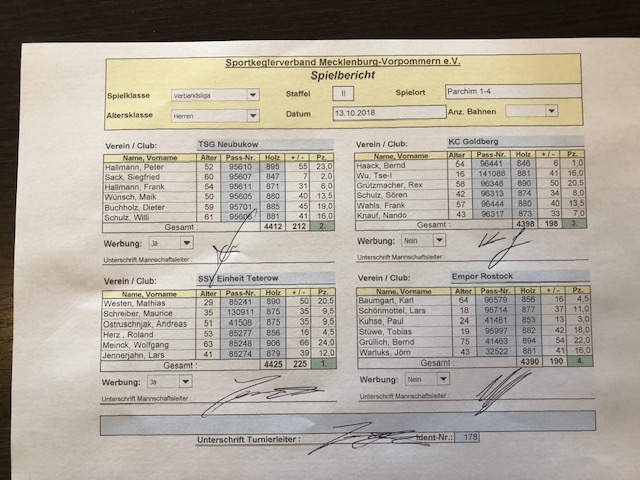 Sportkeglerverband Mecklenburg-Vorpommern e.V.
Spielbericht
Spielklasse Verbandsliga Staffel II Spielort Parchim 1-4
Altersklasse Herren Datum 13.10.2018 Anz. Bahnen
Verein / Club: TSG Neubukow
Name, Vorname Alter Pass-Nr. Holz + / - Pz.
Hallmann, Peter 52 95610 895 55 23,0
Sack, Siegfried 60 95607 847 7 2,0
Hallmann, Frank 54 95611 871 31 6,0
Wünsch, Maik 50 95605 880 40 13,5
Buchholz, Dieter 59 95701 885 45 19,0
Schulz, Willi 61 95606 881 41 16,0
Gesamt : 4412 212 2.
Werbung: Ja
Unterschrift Mannschaftsleiter :
Verein / Club: KC Goldberg
Name, Vorname Alter Pass-Nr. Holz + / - Pz.
Haack, Bernd 54 96441 846 6 1,0
Wu, Tse-I 16 141088 881 41 16,0
Grützmacher, Rex 58 96348 890 50 20,5
Schulz, Sören 42 96313 874 34 8,0
Wahls, Frank 57 96444 880 40 13,5
Knauf, Nando 43 96317 873 33 7,0
Gesamt : 4398 198 3.
Werbung: Nein
Unterschrift Mannschaftsleiter :
Verein / Club: SSV Einheit Teterow
Name, Vorname Alter Pass-Nr. Holz + / - Pz.
Westen, Mathias 29 85241 890 50 20,5
Schreiber, Maurice 35 130911 875 35 9,5
Ostruschnjak, Andreas 51 41508 875 35 9,5
Herz , Roland 53 85277 856 16 4,5
Meinck, Wolfgang 63 85248 906 66 24,0
Jennerjahn, Lars 41 85274 879 39 12,0
Gesamt : 4425 225 1.
Werbung: Ja
Unterschrift Mannschaftsleiter :
Verein / Club: Empor Rostock
Name, Vorname Alter Pass-Nr. Holz + / - Pz.
Baumgart, Karl 64 96579 856 16 4,5
Schönmottel, Lars 18 95714 877 37 11,0
Kuhse, Paul 24 41481 853 13 3,0
Stüwe, Tobias 19 95997 882 42 18,0
Grüllich, Bernd 75 41463 894 54 22,0
Warluks, Jörn 43 32522 881 41 16,0
Gesamt : 4390 190 4.
Werbung: Nein
Unterschrift Mannschaftsleiter :
Unterschrift Turnierleiter : Ident-Nr.: 178